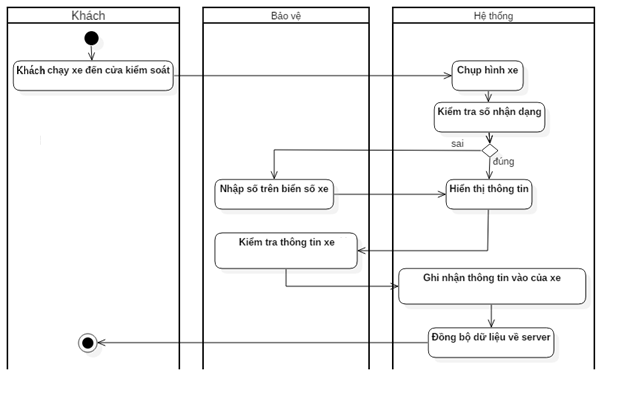 Khách
Bảo vệ
Hệ thống
Khách chạy xe đến cửa kiểm soát
Chụp hình xe
Kiểm tra số nhận dạng
sai
đúng
Nhập số trên biển số xe
Hiển thị thông tin
Kiểm tra thông tin xe
Ghi nhận thông tin vào của xe
Đồng bộ dữ liệu về server